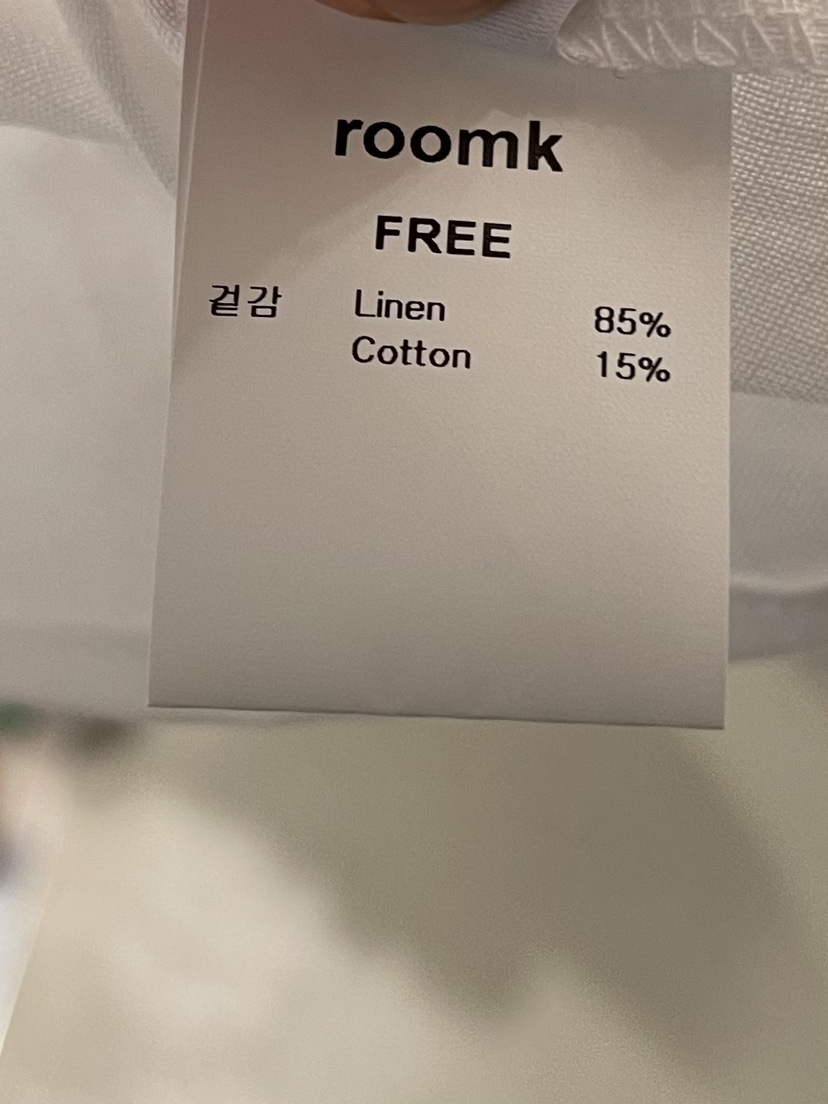 roomk
FREE
겉감 Linen 85%
Cotton 15%